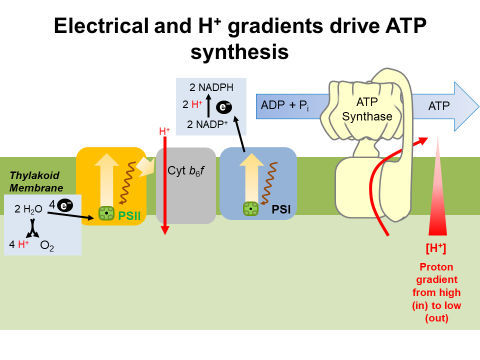 Electrical and H⁺ gradients drive ATP
synthesis
2 NADPH
2 H⁺
e⁻
2 NADP⁺
ADP + Pᵢ
ATP
Synthase
ATP
H⁺
Thylakoid
Membrane
Cyt b₆f
2 H₂O
4 e⁻
PSII
PSI
4 H⁺
O₂
[H⁺]
Proton
gradient
from high
(in) to low
(out)